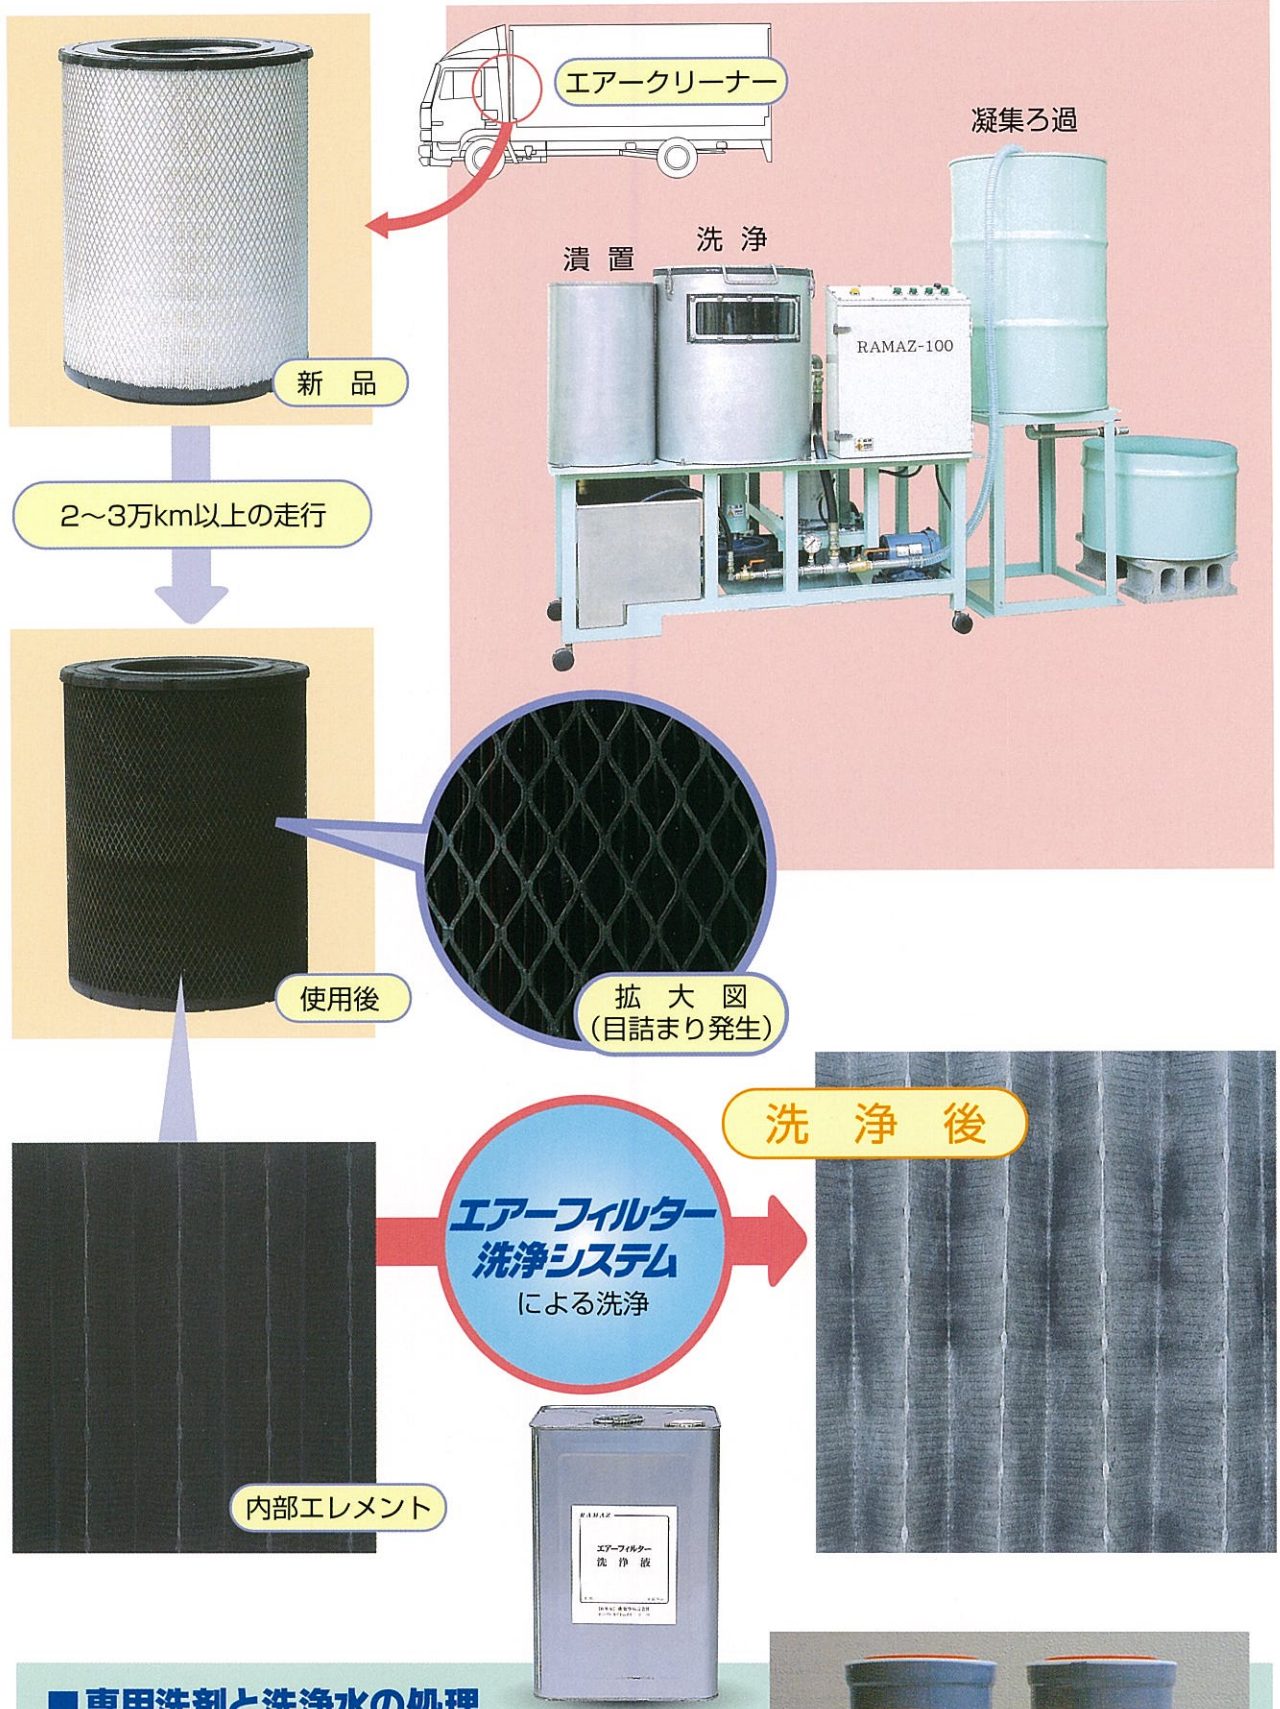 エアークリーナー
凝集ろ過
洗 浄
漬 置
RAMAZ-100
新 品
2〜3万km以上の走行
使用後
拡 大 図
(目詰まり発生)
洗 浄 後
エアーフィルター
洗浄システム
による洗浄
内部エレメント
RAMAZ
エアーフィルター
洗 浄 液
■専用洗剤と洗浄水の処理